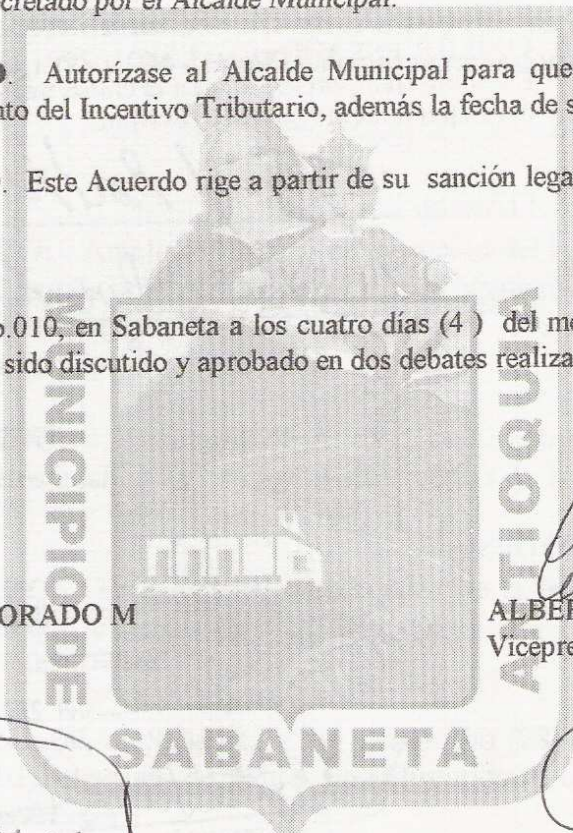 cretado por el Alcalde Municipal.
. Autorízase al Alcalde Municipal para que
nto del Incentivo Tributario, además la fecha de s
. Este Acuerdo rige a partir de su sanción lega
o.010, en Sabaneta a los cuatro días (4 ) del me
sido discutido y aprobado en dos debates realiza
MUNICIPIO DE
ANTIOQUIA
ORADO M
ALBER
Vicepre
SABANETA